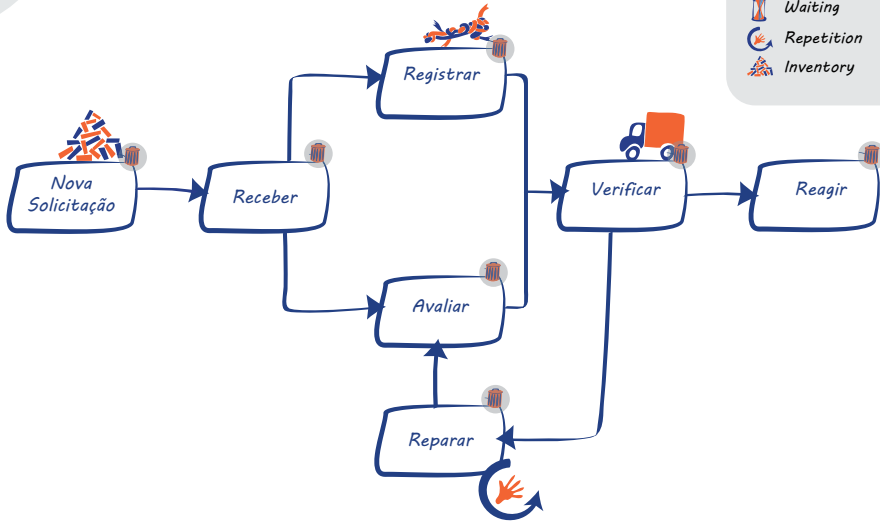 Waiting
Repetition
Inventory
Registrar
Nova
Solicitação
Receber
Verificar
Reagir
Avaliar
Reparar